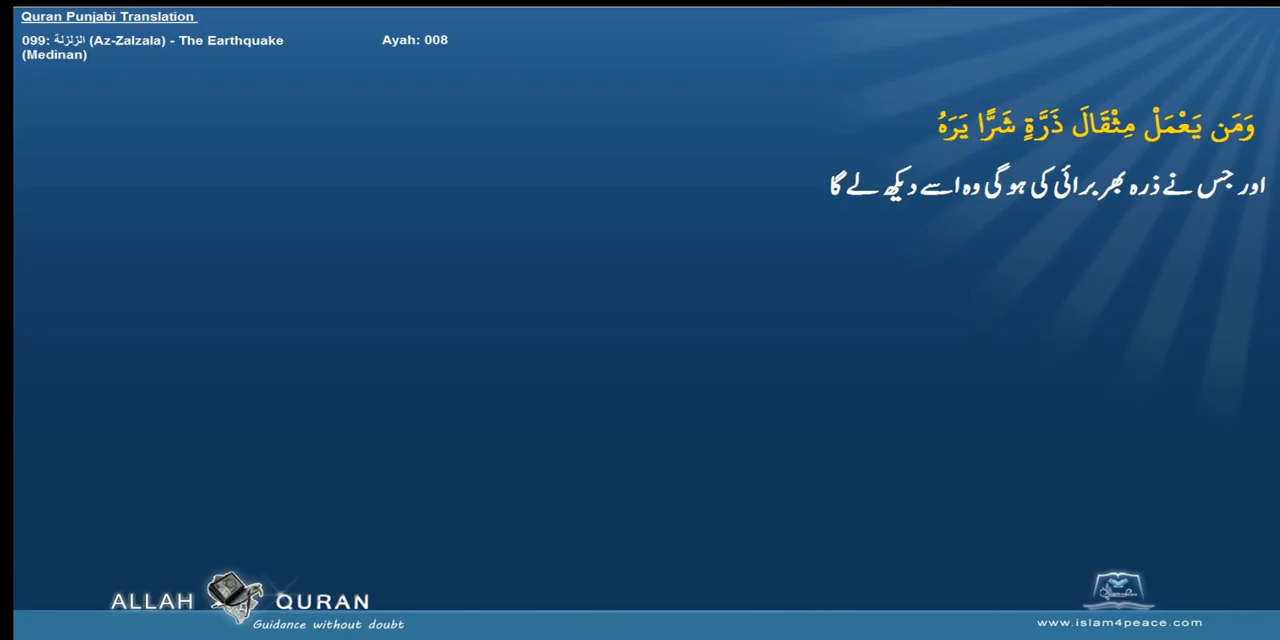 Quran Punjabi Translation
099: الزلزلة (Az-Zalzala) - The Earthquake
(Medinan)
Ayah: 008
وَمَن يَعْمَلْ مِثْقَالَ ذَرَّةٍ شَرًّا يَرَهُ
اور جس نے ذرہ بھر برائی کی ہو گی وہ اسے دیکھ لے گا
ALLAH QURAN
Guidance without doubt
www.islam4peace.com